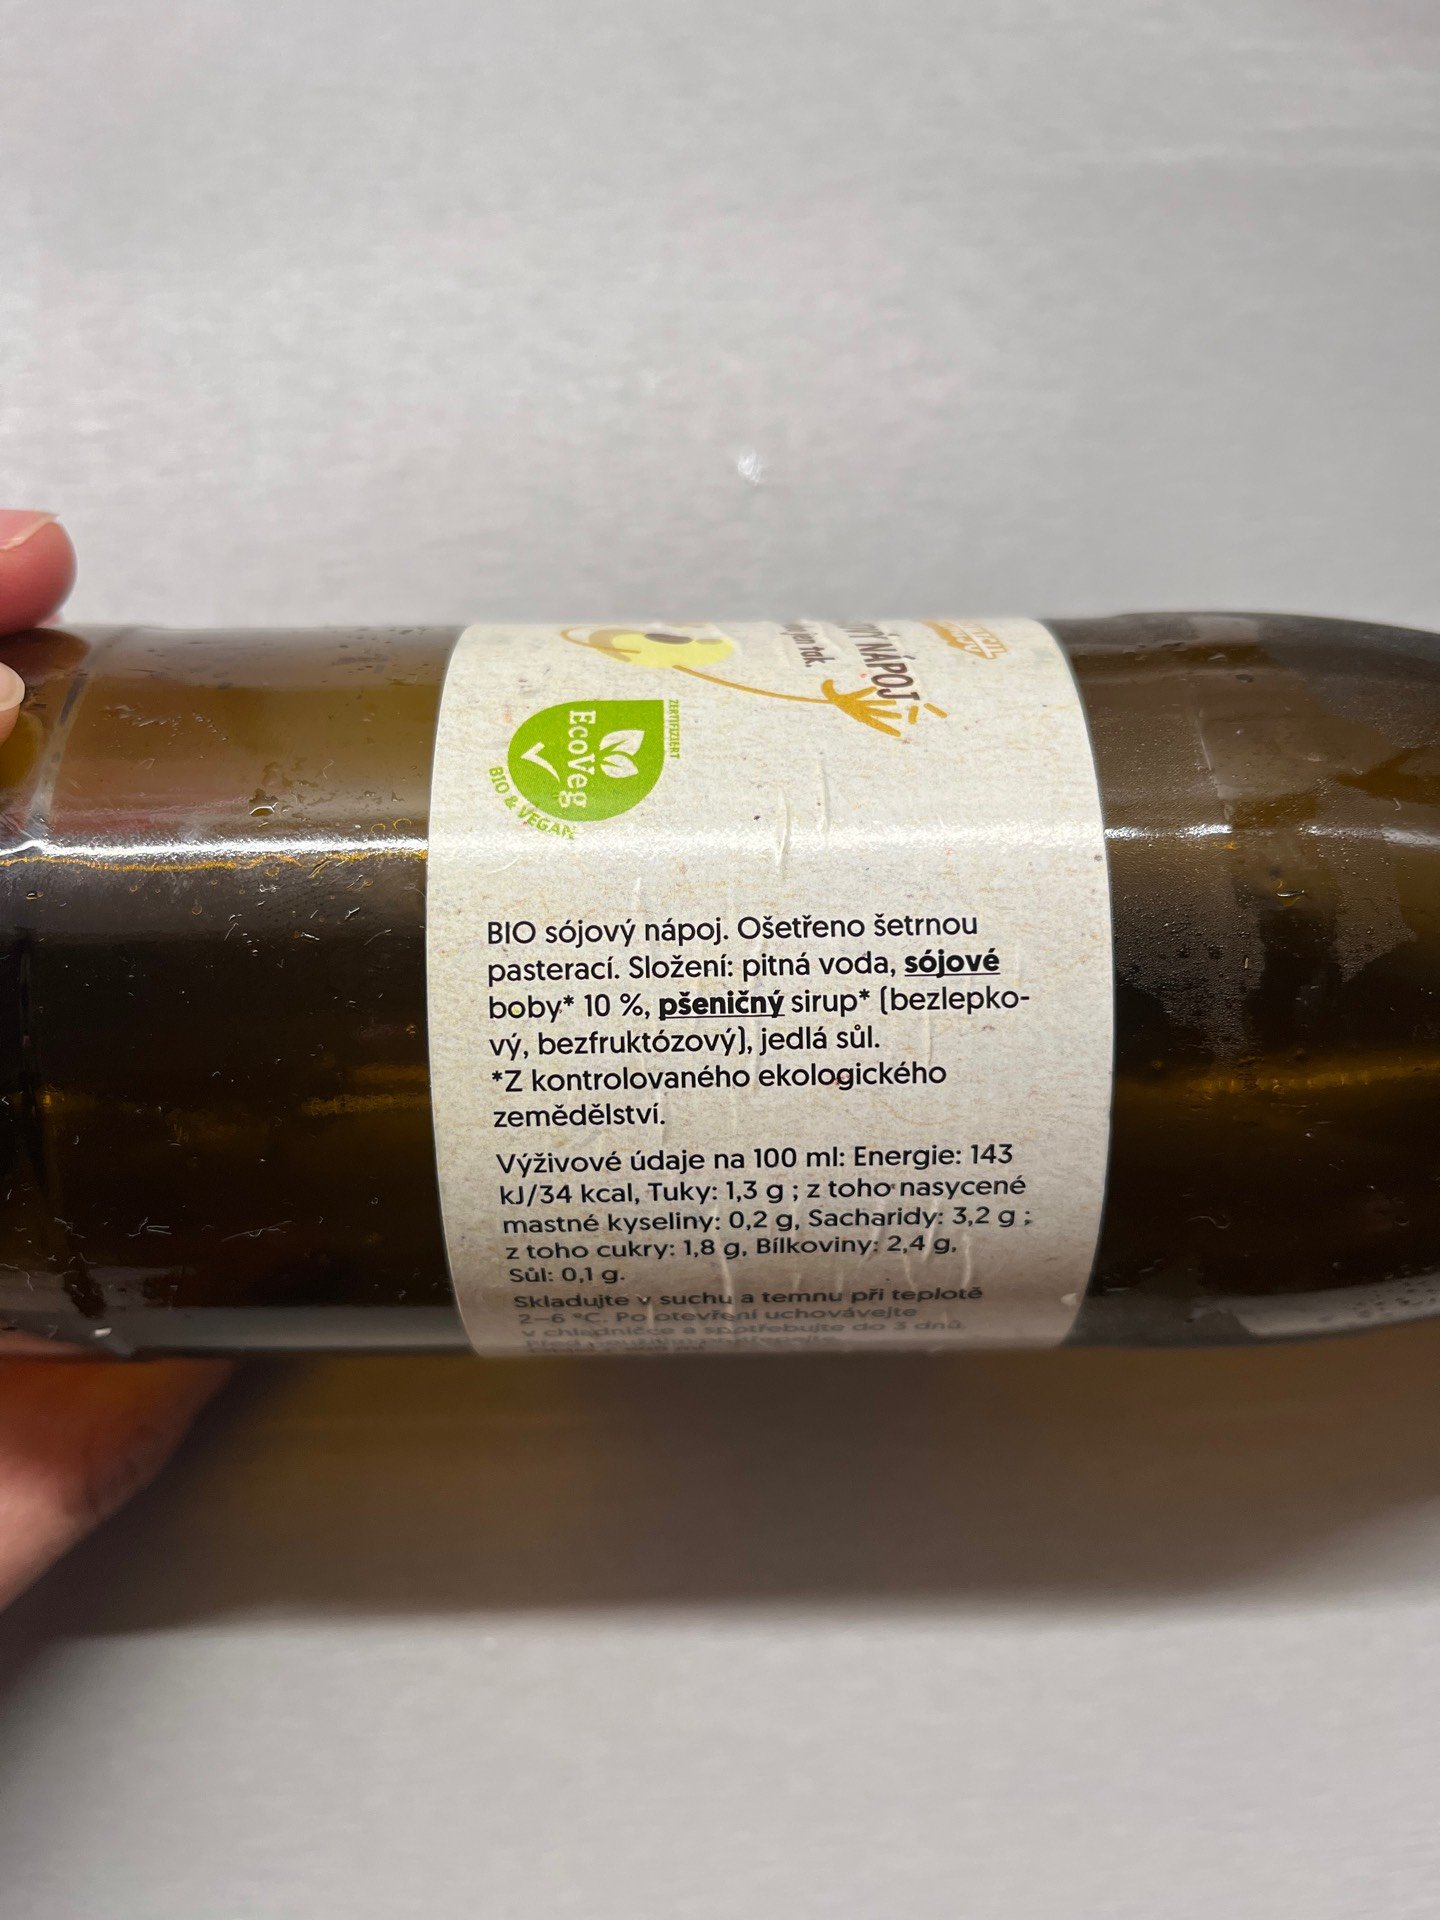 NÁPOJ
jen tak.
ZERTIFIZIERT
EcoVeg
BIO & VEGAN
BIO sójový nápoj. Ošetřeno šetrnou
pasterací. Složení: pitná voda, sójové
boby* 10 %, pšeničný sirup* (bezlepko-
vý, bezfruktózový), jedlá sůl.
*Z kontrolovaného ekologického
zemědělství.
Výživové údaje na 100 ml: Energie: 143
kJ/34 kcal, Tuky: 1,3 g ; z toho nasycené
mastné kyseliny: 0,2 g, Sacharidy: 3,2 g ;
z toho cukry: 1,8 g, Bílkoviny: 2,4 g,
Sůl: 0,1 g.
Skladujte v suchu a temnu při teplotě
2–6 °C. Po otevření uchovávejte
v chladničce a spotřebujte do 3 dnů.